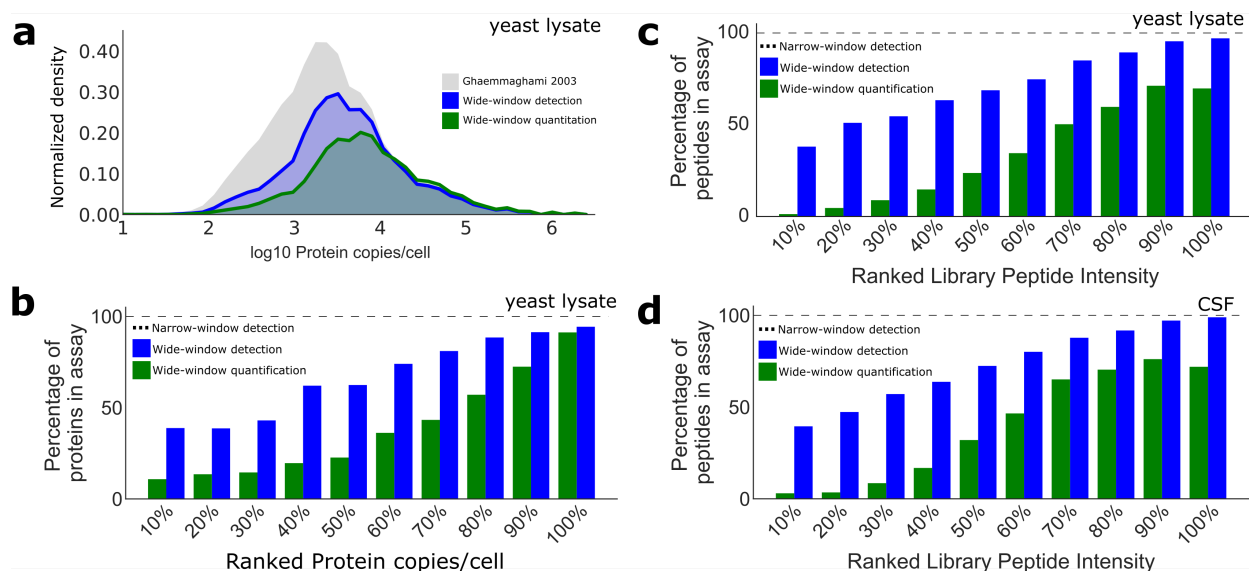 a
yeast lysate
Normalized density
0.40
0.30
0.20
0.10
0.00
Ghaemmaghami 2003
Wide-window detection
Wide-window quantitation
1
2
3
4
5
6
log10 Protein copies/cell
b
yeast lysate
Percentage of
proteins in assay
100
50
0
Narrow-window detection
Wide-window detection
Wide-window quantification
10%
20%
30%
40%
50%
60%
70%
80%
90%
100%
Ranked Protein copies/cell
c
yeast lysate
Percentage of
peptides in assay
100
50
0
Narrow-window detection
Wide-window detection
Wide-window quantification
10%
20%
30%
40%
50%
60%
70%
80%
90%
100%
Ranked Library Peptide Intensity
d
CSF
Percentage of
peptides in assay
100
50
0
Narrow-window detection
Wide-window detection
Wide-window quantification
10%
20%
30%
40%
50%
60%
70%
80%
90%
100%
Ranked Library Peptide Intensity